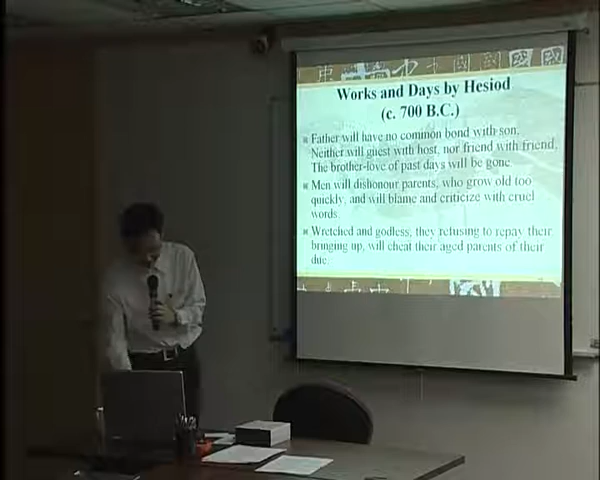 Works and Days by Hesiod
(c. 700 B.C.)
Father will have no common bond with son.
Neither will guest with host, nor friend with friend,
The brother-love of past days will be gone.
Men will dishonour parents, who grow old too
quickly, and will blame and criticize with cruel
words.
Wretched and godless, they refusing to repay their
bringing up, will cheat their aged parents of their
due.